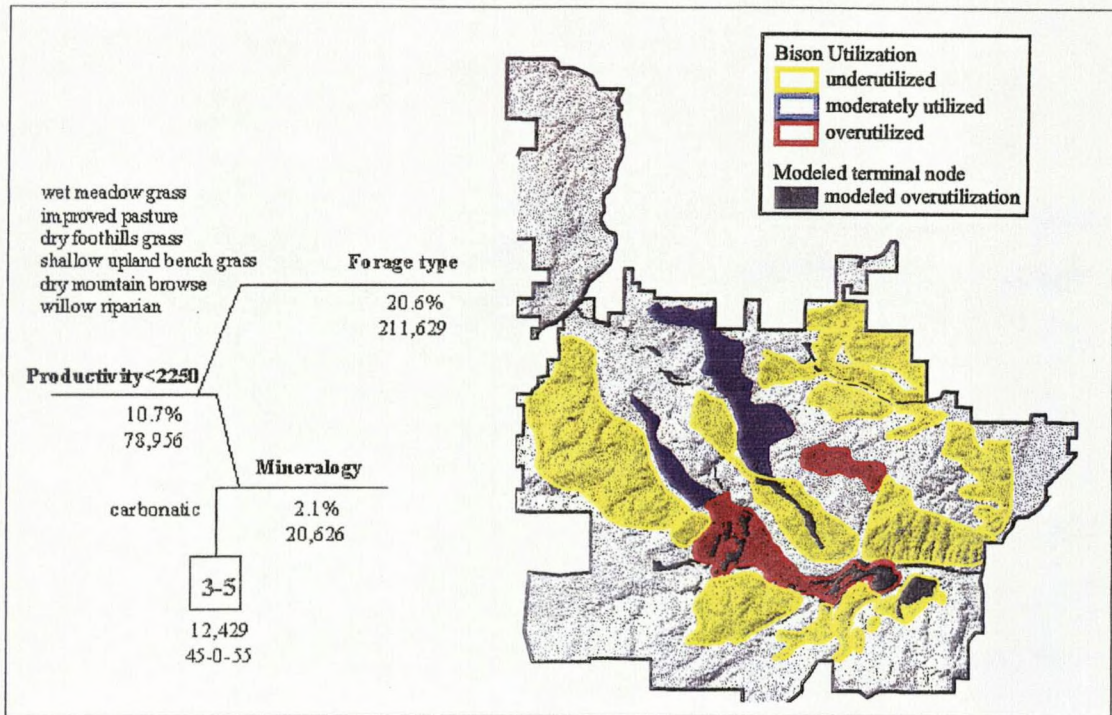 wet meadow grass
improved pasture
dry foothills grass
shallow upland bench grass
dry mountain browse
willow riparian
Forage type
20.6%
211,629
Productivity<2250
10.7%
78,956
Mineralogy
2.1%
20,626
carbonatic
3-5
12,429
45-0-55
Bison Utilization
underutilized
moderately utilized
overutilized
Modeled terminal node
modeled overutilization